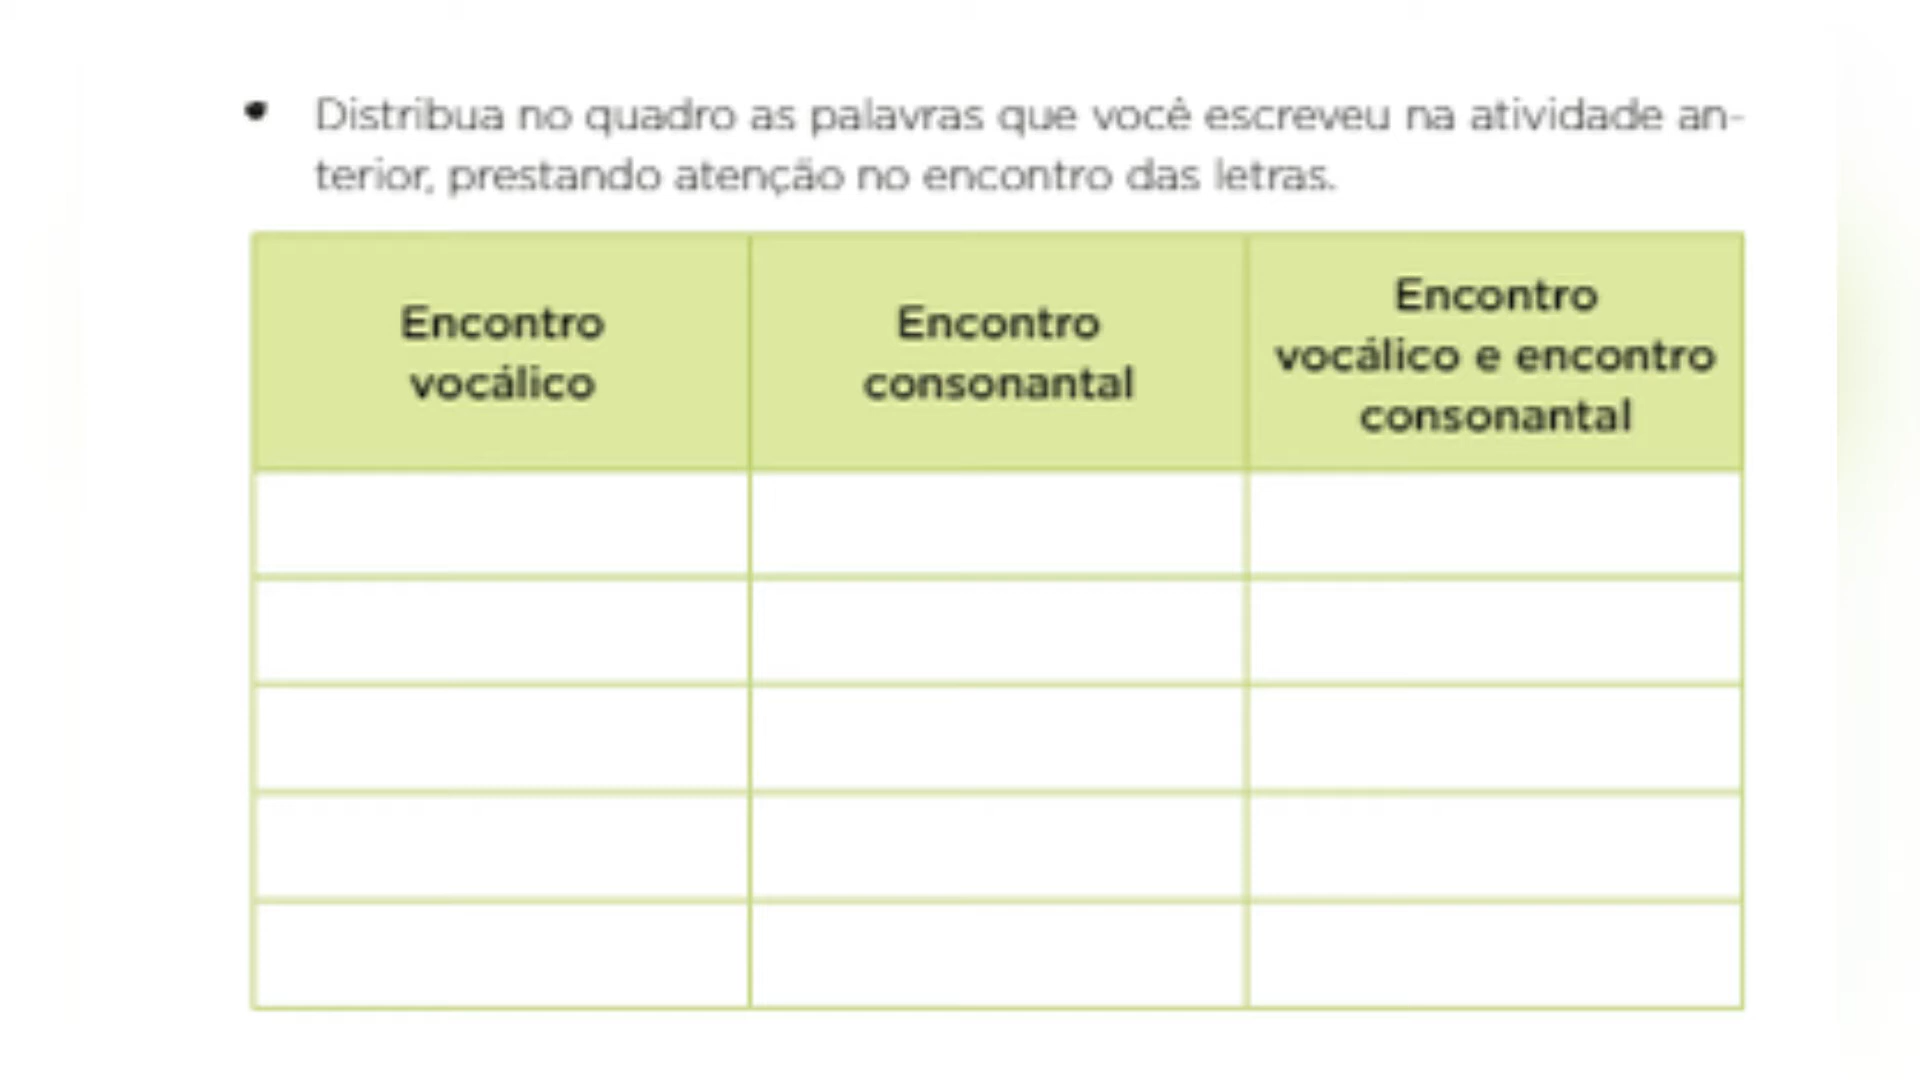 • Distribua no quadro as palavras que você escreveu na atividade an-
terior, prestando atenção no encontro das letras.
Encontro
vocálico
Encontro
consonantal
Encontro
vocálico e encontro
consonantal